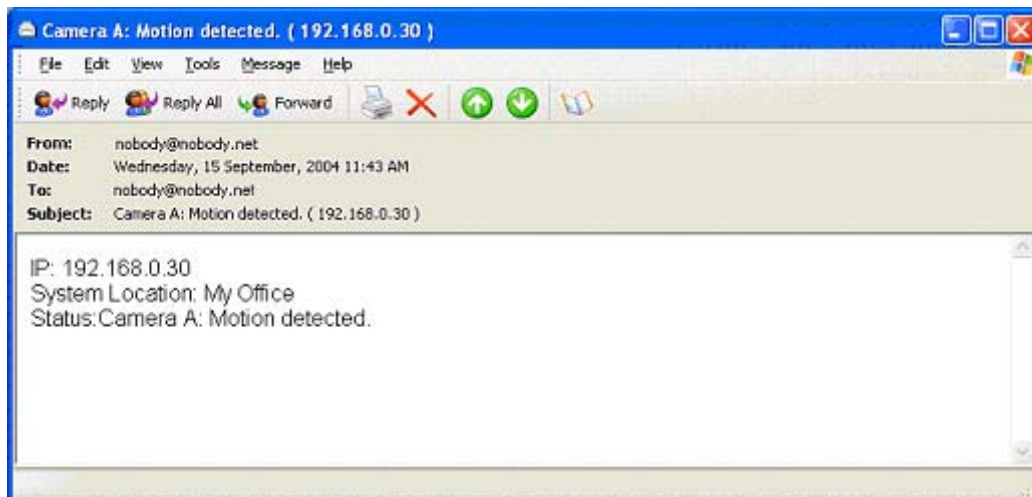 Camera A: Motion detected. ( 192.168.0.30 )
File Edit View Tools Message Help
Reply Reply All Forward
From: nobody@nobody.net
Date: Wednesday, 15 September, 2004 11:43 AM
To: nobody@nobody.net
Subject: Camera A: Motion detected. ( 192.168.0.30 )
IP: 192.168.0.30
System Location: My Office
Status:Camera A: Motion detected.